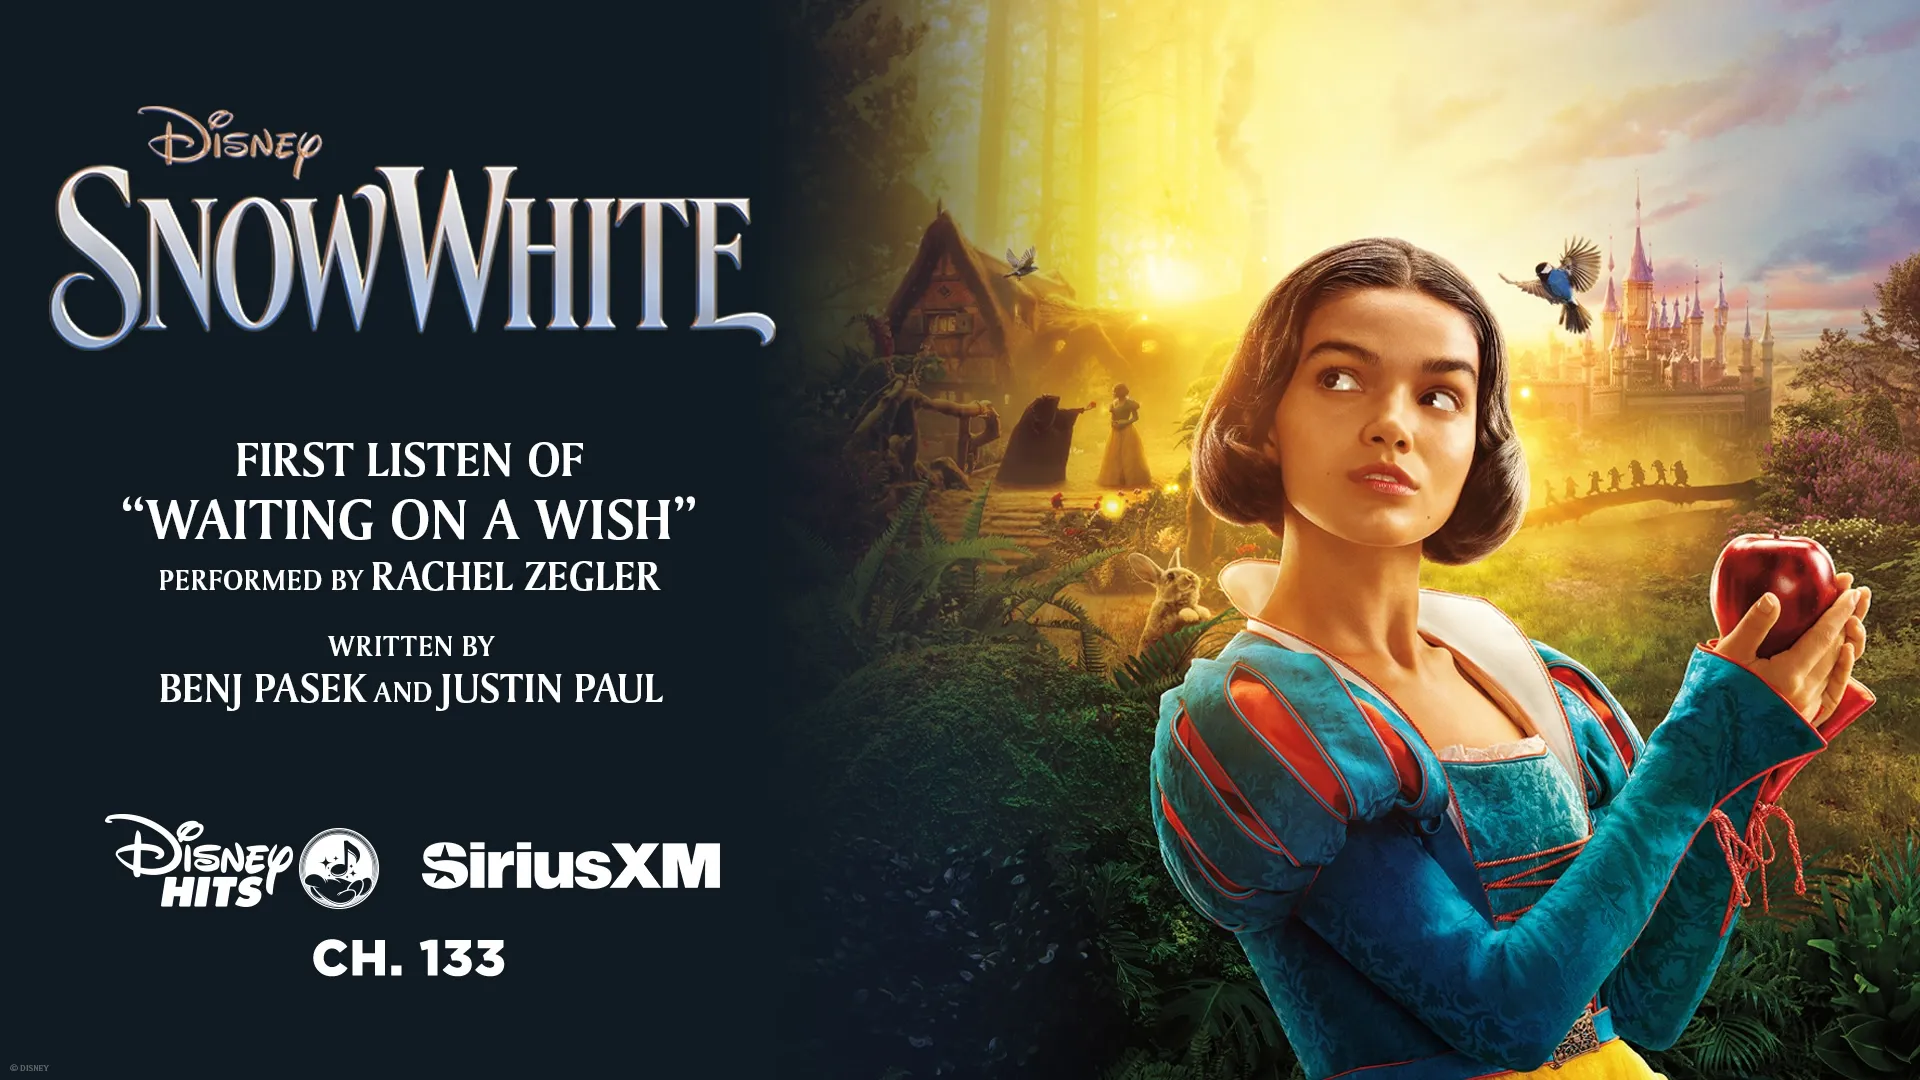 Disney
SNOW WHITE
FIRST LISTEN OF
“WAITING ON A WISH”
PERFORMED BY RACHEL ZEGLER
WRITTEN BY
BENJ PASEK AND JUSTIN PAUL
Disney HITS SiriusXM
CH. 133
© DISNEY